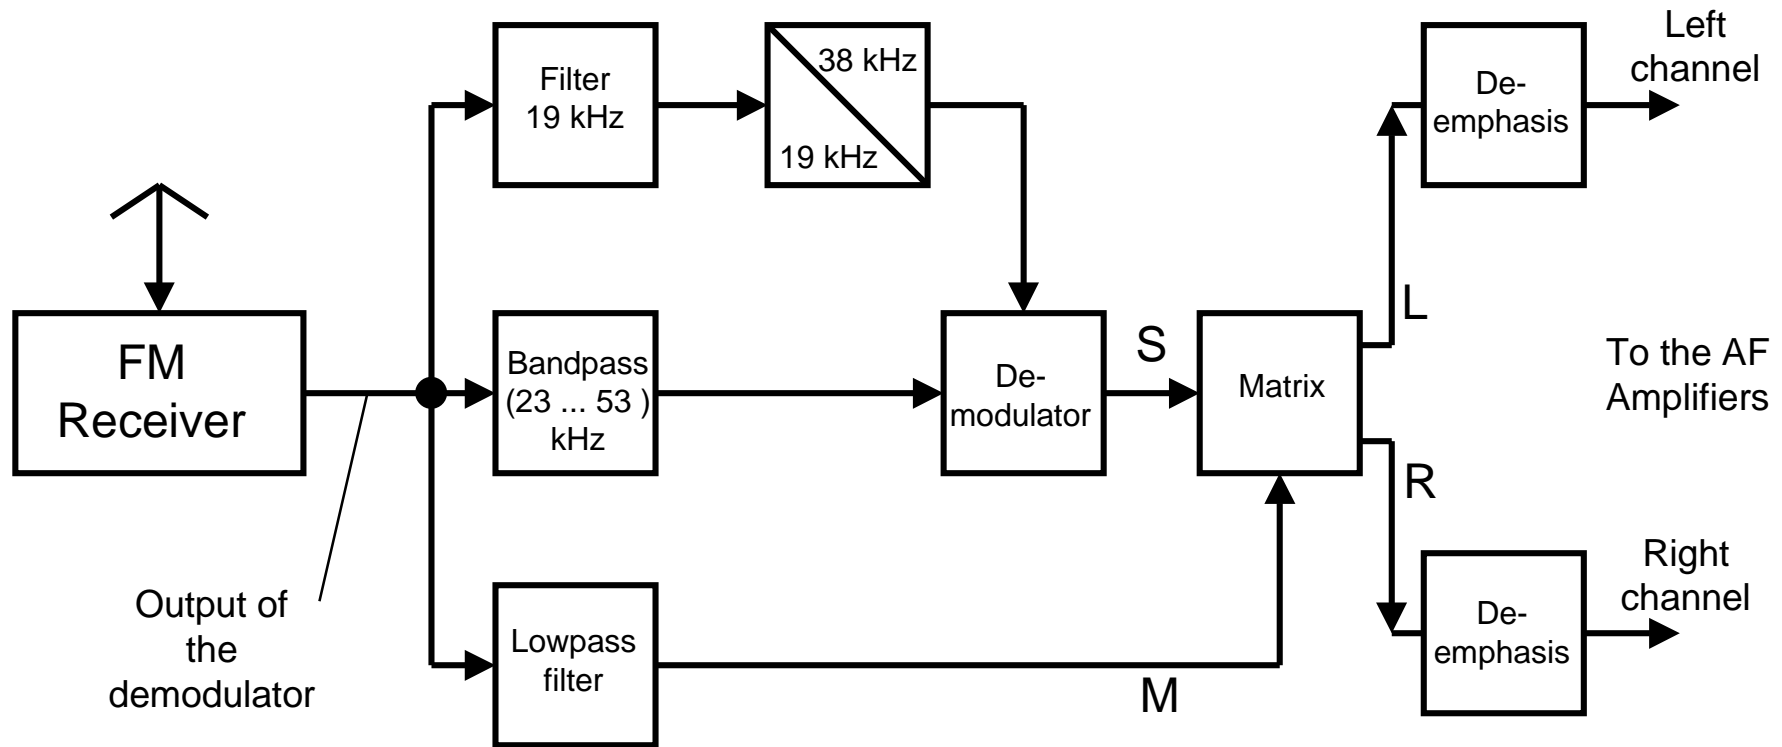 Filter
19 kHz
38 kHz
19 kHz
De-
emphasis
Left
channel
FM
Receiver
Bandpass
(23 ... 53 )
kHz
De-
modulator
S
Matrix
L
R
To the AF
Amplifiers
Output of
the
demodulator
Lowpass
filter
M
De-
emphasis
Right
channel